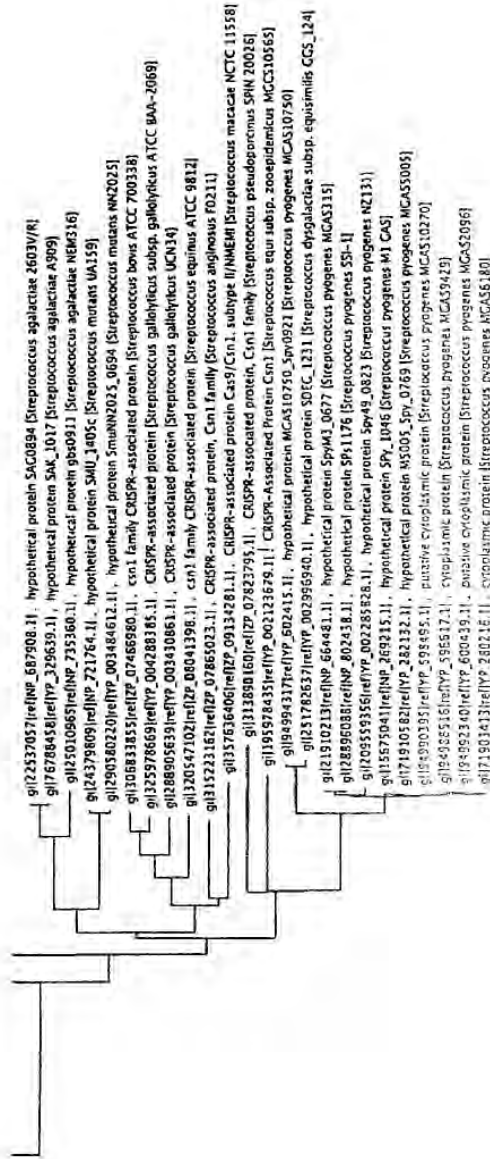 gi|22537057|ref|NP_687908.1|, hypothetical protein SAG0894 [Streptococcus agalactiae 2603V/R]
gi|76788458|ref|YP_329639.1|, hypothetical protein SAK_1017 [Streptococcus agalactiae A909]
gi|25010965|ref|NP_735360.1|, hypothetical protein gbs0911 [Streptococcus agalactiae NEM316]
gi|24379809|ref|NP_721764.1|, hypothetical protein SMU_1405c [Streptococcus mutans UA159]
gi|290580220|ref|YP_003484612.1|, hypothetical protein SmuNN2025_0694 [Streptococcus mutans NN2025]
gi|306833855|ref|ZP_07466980.1|, csn1 family CRISPR-associated protein [Streptococcus bovis ATCC 700338]
gi|325978669|ref|YP_004288385.1|, CRISPR-associated protein [Streptococcus gallolyticus subsp. gallolyticus ATCC BAA-2069]
gi|288905639|ref|YP_003410861.1|, CRISPR-associated protein [Streptococcus gallolyticus UCN34]
gi|320547102|ref|ZP_08041398.1|, csn1 family CRISPR-associated protein [Streptococcus equinus ATCC 9812]
gi|315223162|ref|ZP_07865023.1|, CRISPR-associated protein, Csn1 family [Streptococcus anginosus F0211]
gi|357636406|ref|ZP_09134281.1|, CRISPR-associated protein Cas9/Csn1, subtype II/NMEMI [Streptococcus macacae NCTC 11558]
gi|313890160|ref|ZP_07823795.1|, CRISPR-associated protein, Csn1 family [Streptococcus pseudoporcinus SPIN 20026]
gi|195978435|ref|YP_002123679.1|, CRISPR-Associated Protein Csn1 [Streptococcus equi subsp. zooepidemicus MGCS10565]
gi|94994317|ref|YP_602415.1|, hypothetical protein MGAS10750_Spy0921 [Streptococcus pyogenes MGAS10750]
gi|251782637|ref|YP_002996940.1|, hypothetical protein SDEG_1231 [Streptococcus dysgalactiae subsp. equisimilis GGS_124]
gi|21910213|ref|NP_664481.1|, hypothetical protein SpyM3_0677 [Streptococcus pyogenes MGAS315]
gi|28896088|ref|NP_802438.1|, hypothetical protein SPs1176 [Streptococcus pyogenes SSI-1]
gi|209559356|ref|YP_002285828.1|, hypothetical protein Spy49_0823 [Streptococcus pyogenes NZ131]
gi|15675041|ref|NP_269215.1|, hypothetical protein SPy_1046 [Streptococcus pyogenes M1 GAS]
gi|71910582|ref|YP_282132.1|, hypothetical protein M5005_Spy_0769 [Streptococcus pyogenes MGAS5005]
gi|94990395|ref|YP_598495.1|, putative cytoplasmic protein [Streptococcus pyogenes MGAS10270]
gi|94988516|ref|YP_596617.1|, cytoplasmic protein [Streptococcus pyogenes MGAS9429]
gi|94992340|ref|YP_600439.1|, putative cytoplasmic protein [Streptococcus pyogenes MGAS2096]
gi|71903413|ref|YP_280216.1|, cytoplasmic protein [Streptococcus pyogenes MGAS6180]